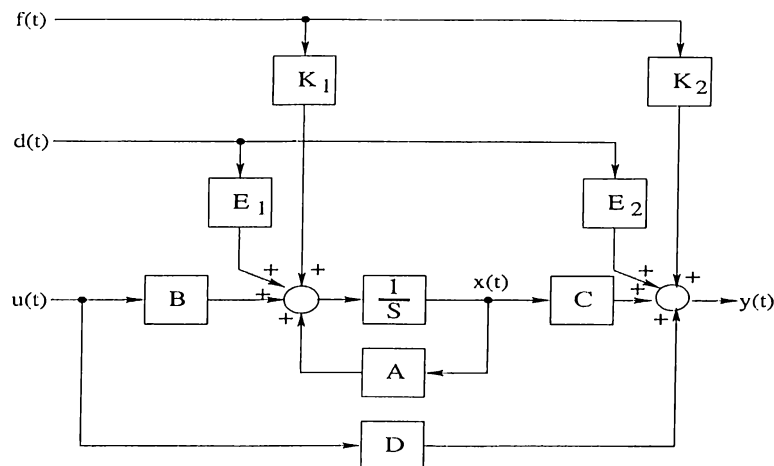 f(t)
K1
K2
d(t)
E1
E2
+ + + +
x(t)
u(t) B + 1/S C + y(t)
+ +
A
D